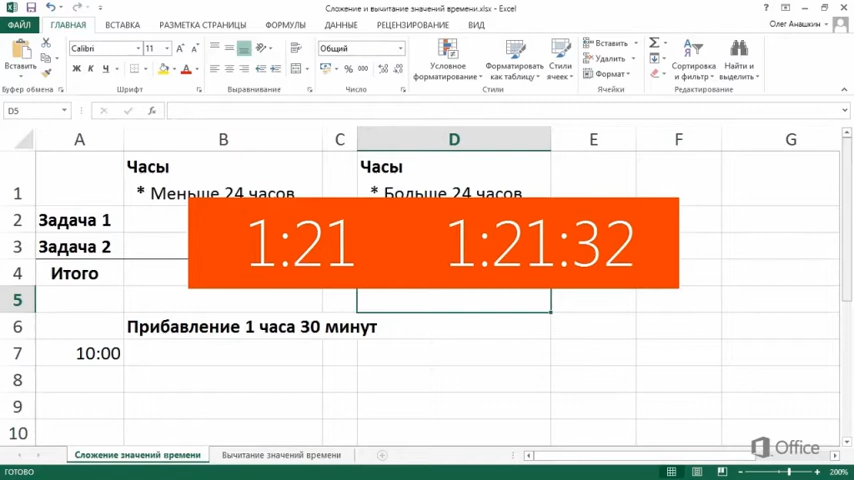 Сложение и вычитание значений времени.xlsx - Excel
ФАЙЛ ГЛАВНАЯ ВСТАВКА РАЗМЕТКА СТРАНИЦЫ ФОРМУЛЫ ДАННЫЕ РЕЦЕНЗИРОВАНИЕ ВИД
Олег Анашкин
Вставить
Calibri 11
Ж К Ч
Общий
% 000
Условное форматирование
Форматировать как таблицу
Стили ячеек
Вставить
Удалить
Формат
Сортировка и фильтр
Найти и выделить
Буфер обмена Шрифт Выравнивание Число Стили Ячейки Редактирование
D5
fx
A B C D E F G
Часы Часы
1 * Меньше 24 часов * Больше 24 часов
2 Задача 1
3 Задача 2
1:21 1:21:32
4 Итого
5
6 Прибавление 1 часа 30 минут
7 10:00
8
9
10
Office
Сложение значений времени Вычитание значений времени
ГОТОВО 200%